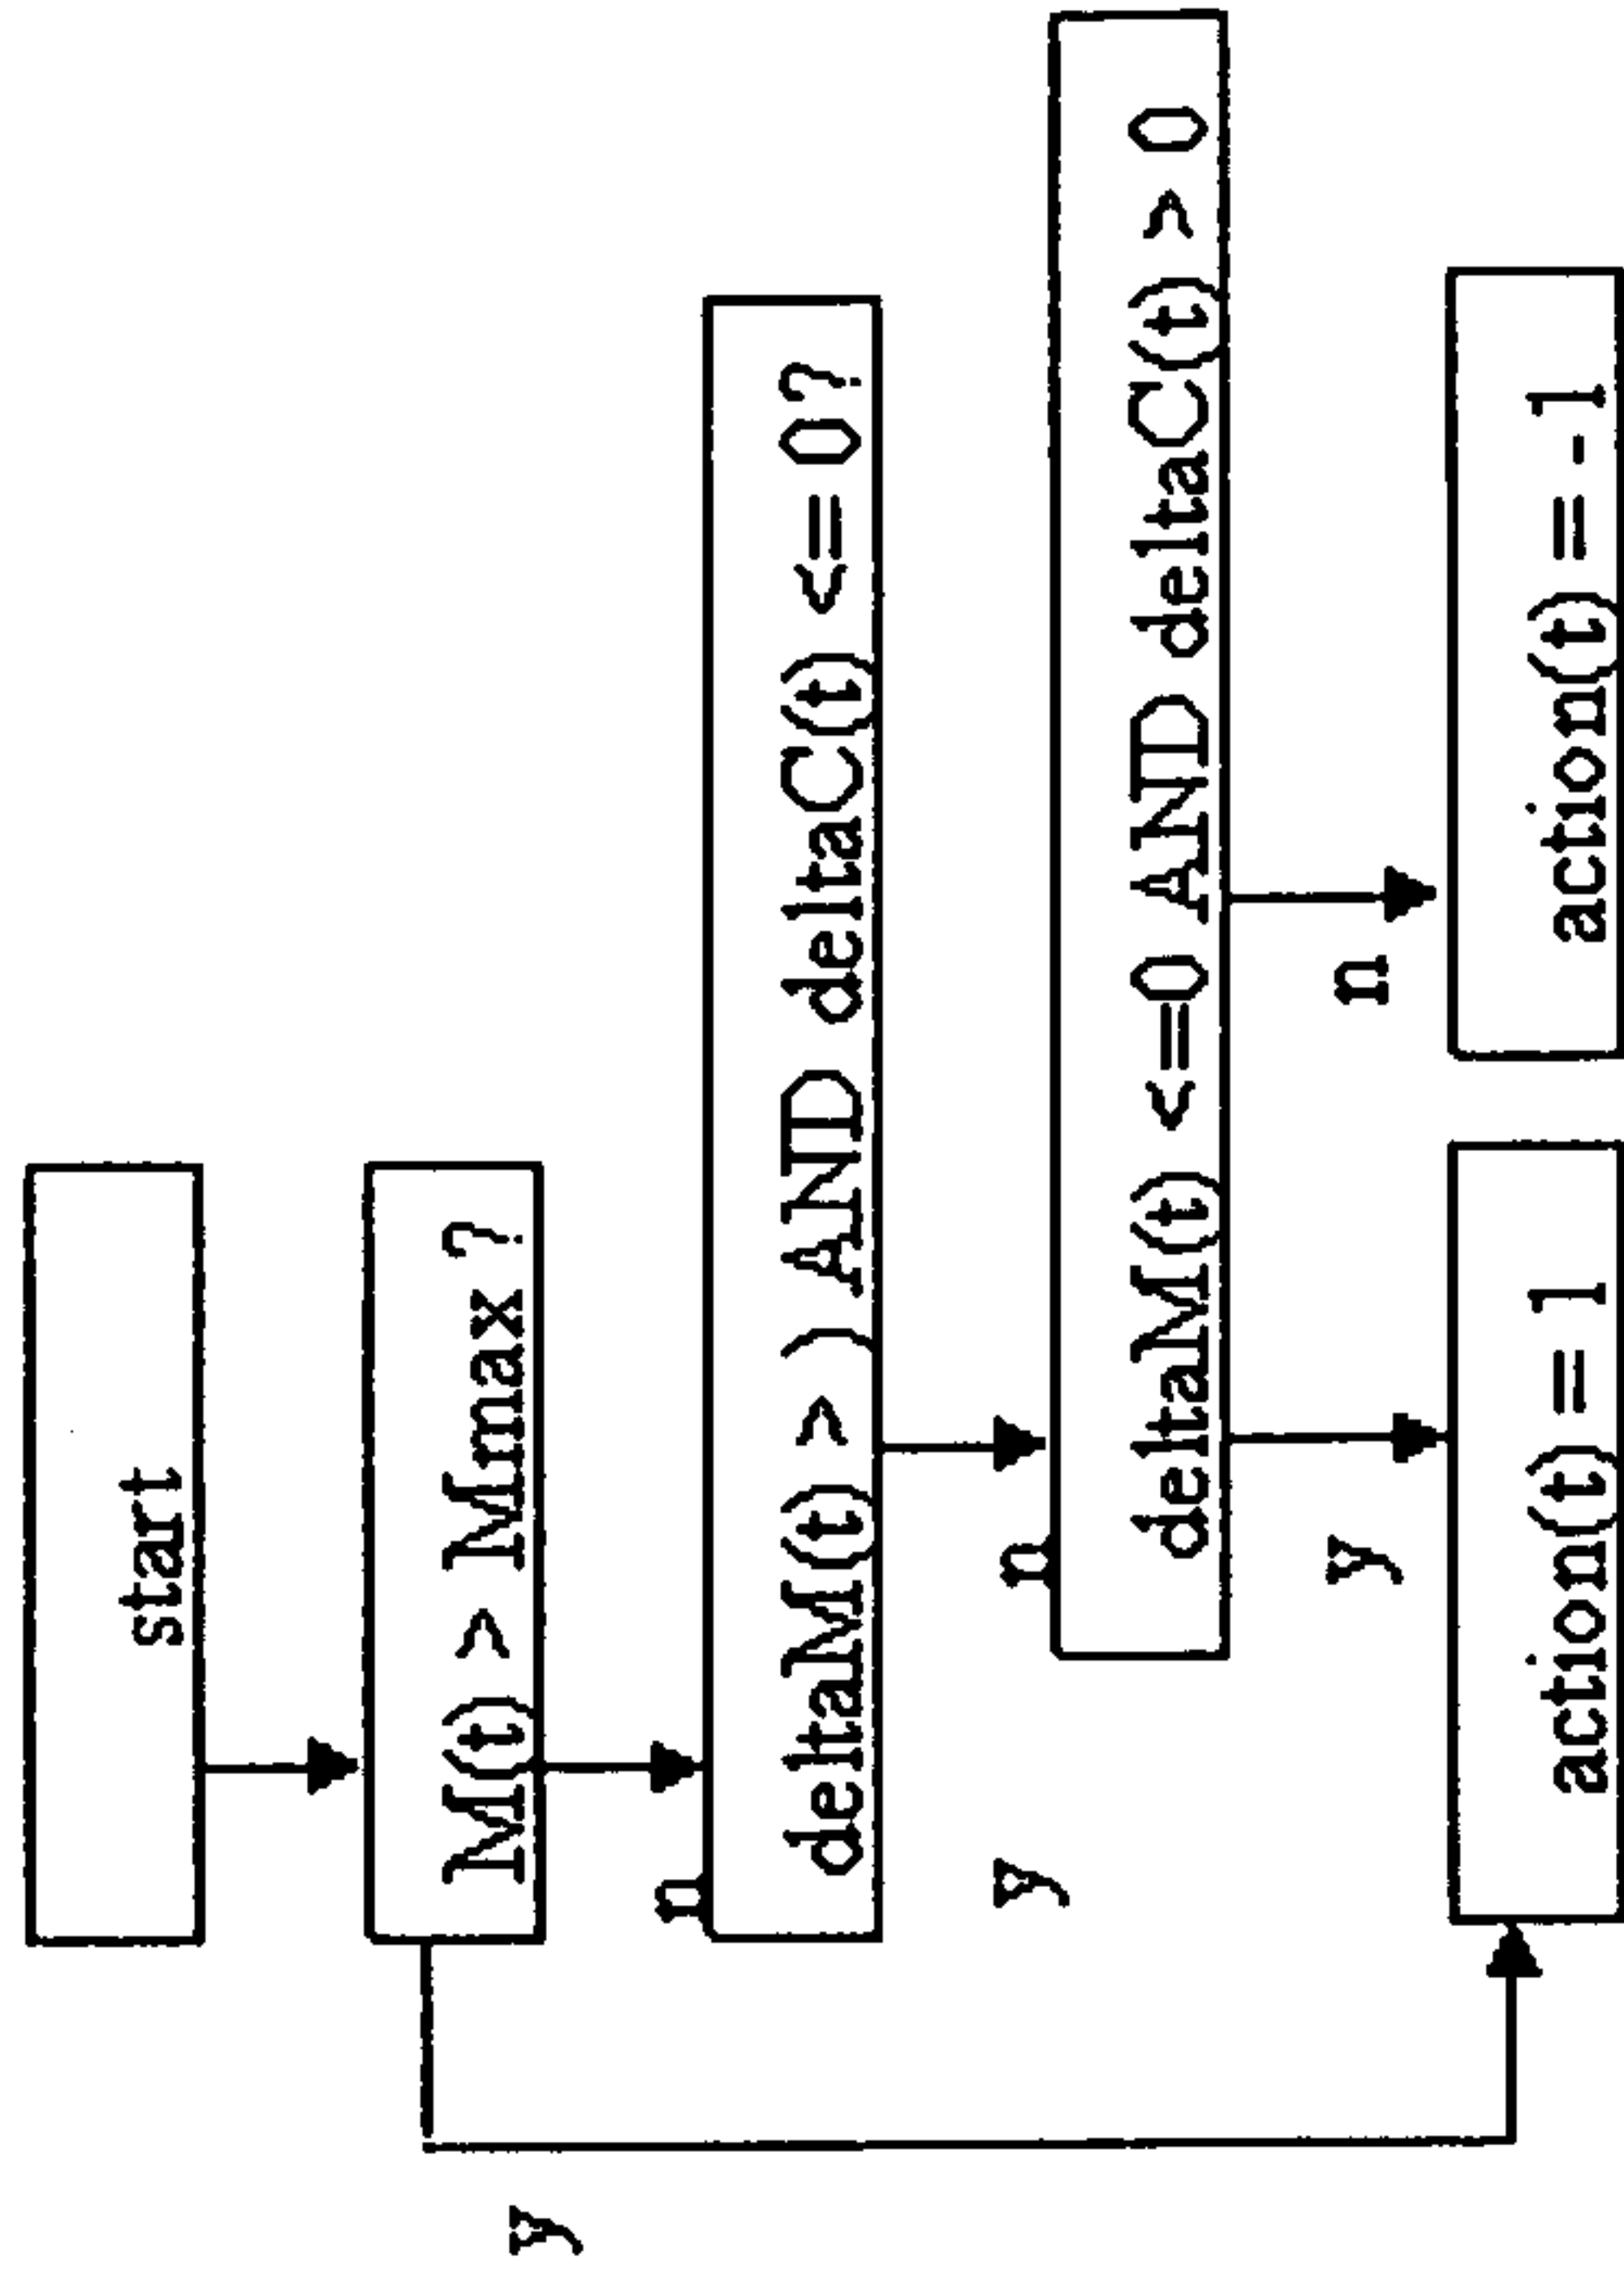 start
M(t) > Mmax ?
y
n
deltaM(t) > ) AND deltaC(t) <= 0?
y
n
deltaM(t) <=0 AND deltaC(t) > 0
y
n
action(t) = 1
action(t) = - 1